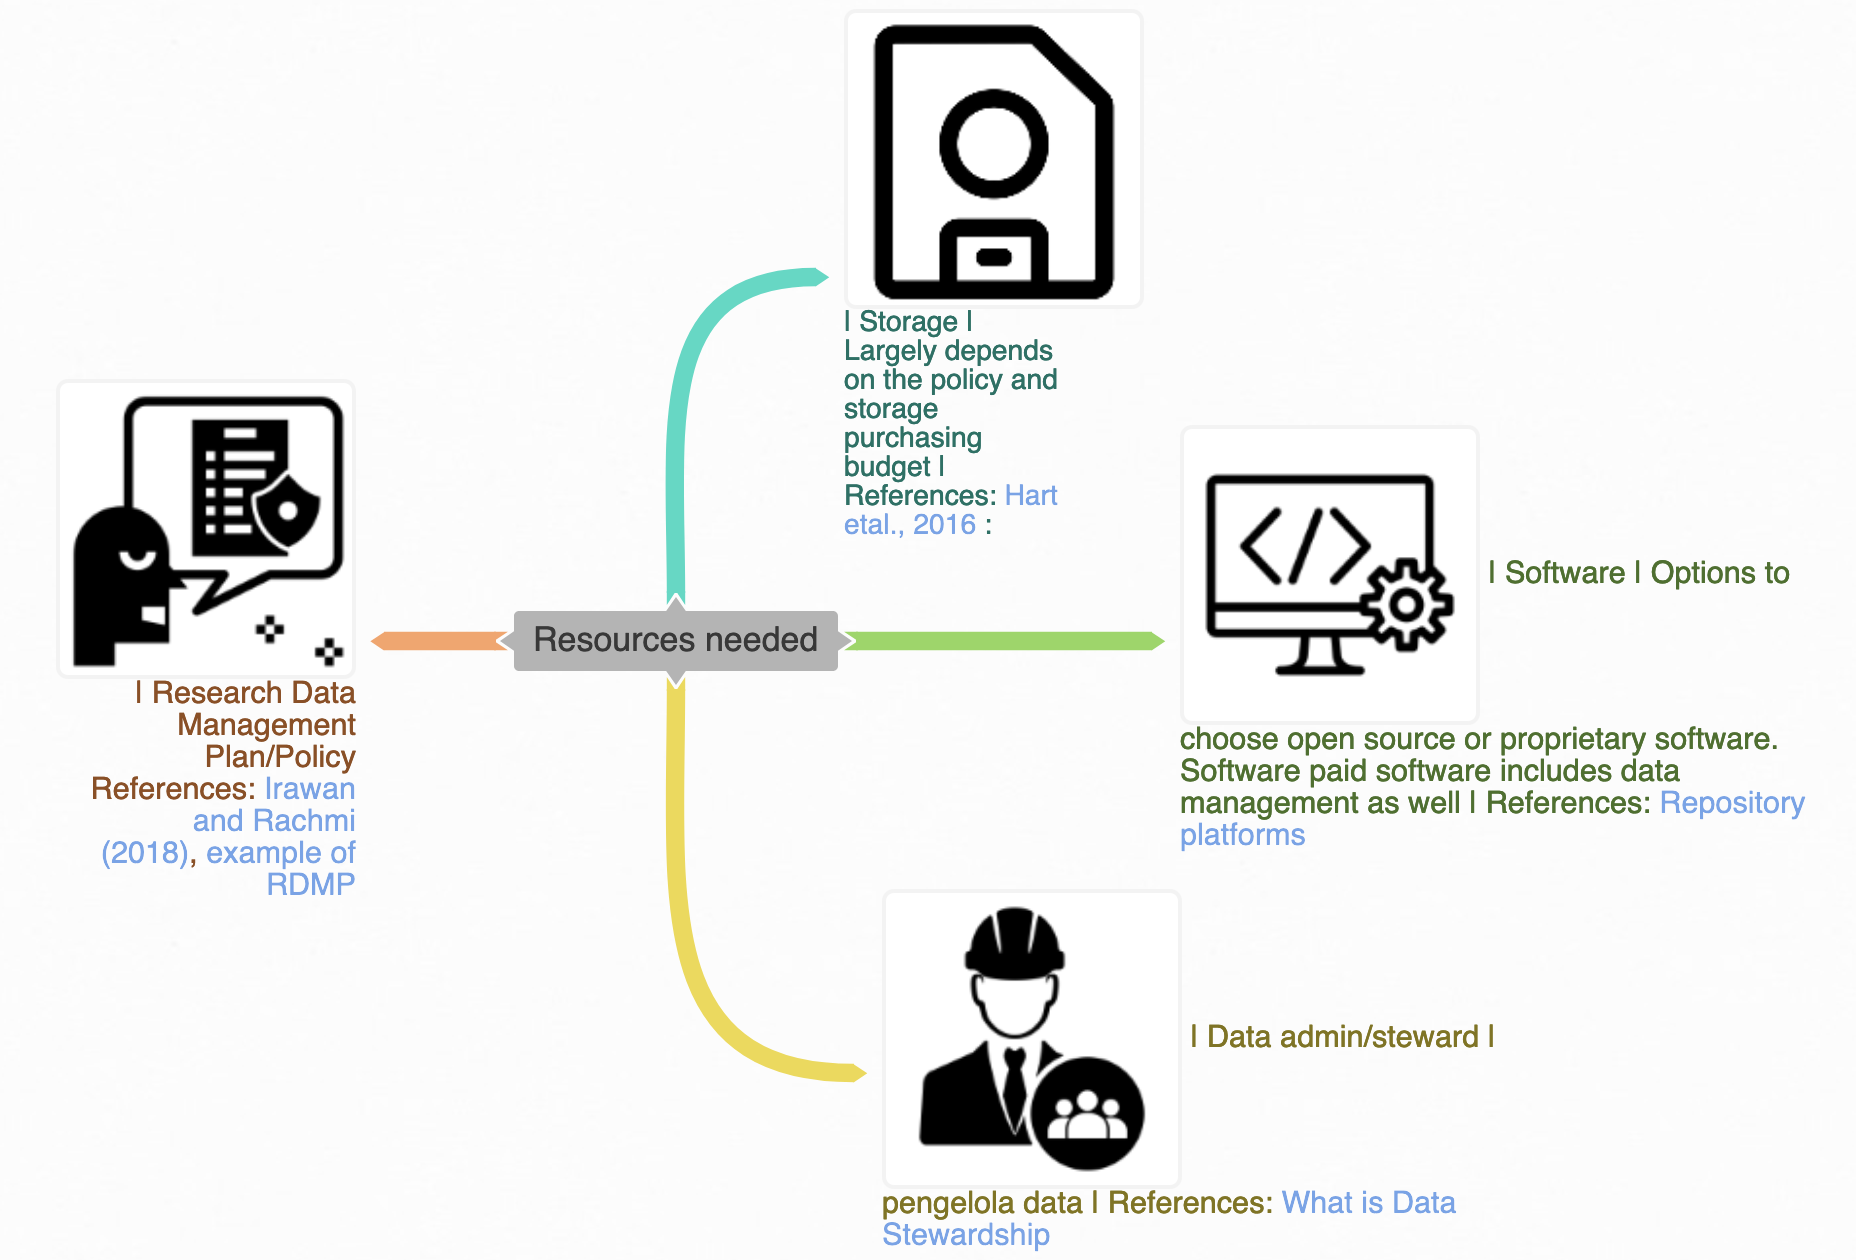 | Storage |
Largely depends
on the policy and
storage
purchasing
budget |
References: Hart
etal., 2016 :
| Software | Options to
choose open source or proprietary software.
Software paid software includes data
management as well | References: Repository
platforms
Resources needed
| Research Data
Management
Plan/Policy
References: Irawan
and Rachmi
(2018), example of
RDMP
| Data admin/steward |
pengelola data | References: What is Data
Stewardship